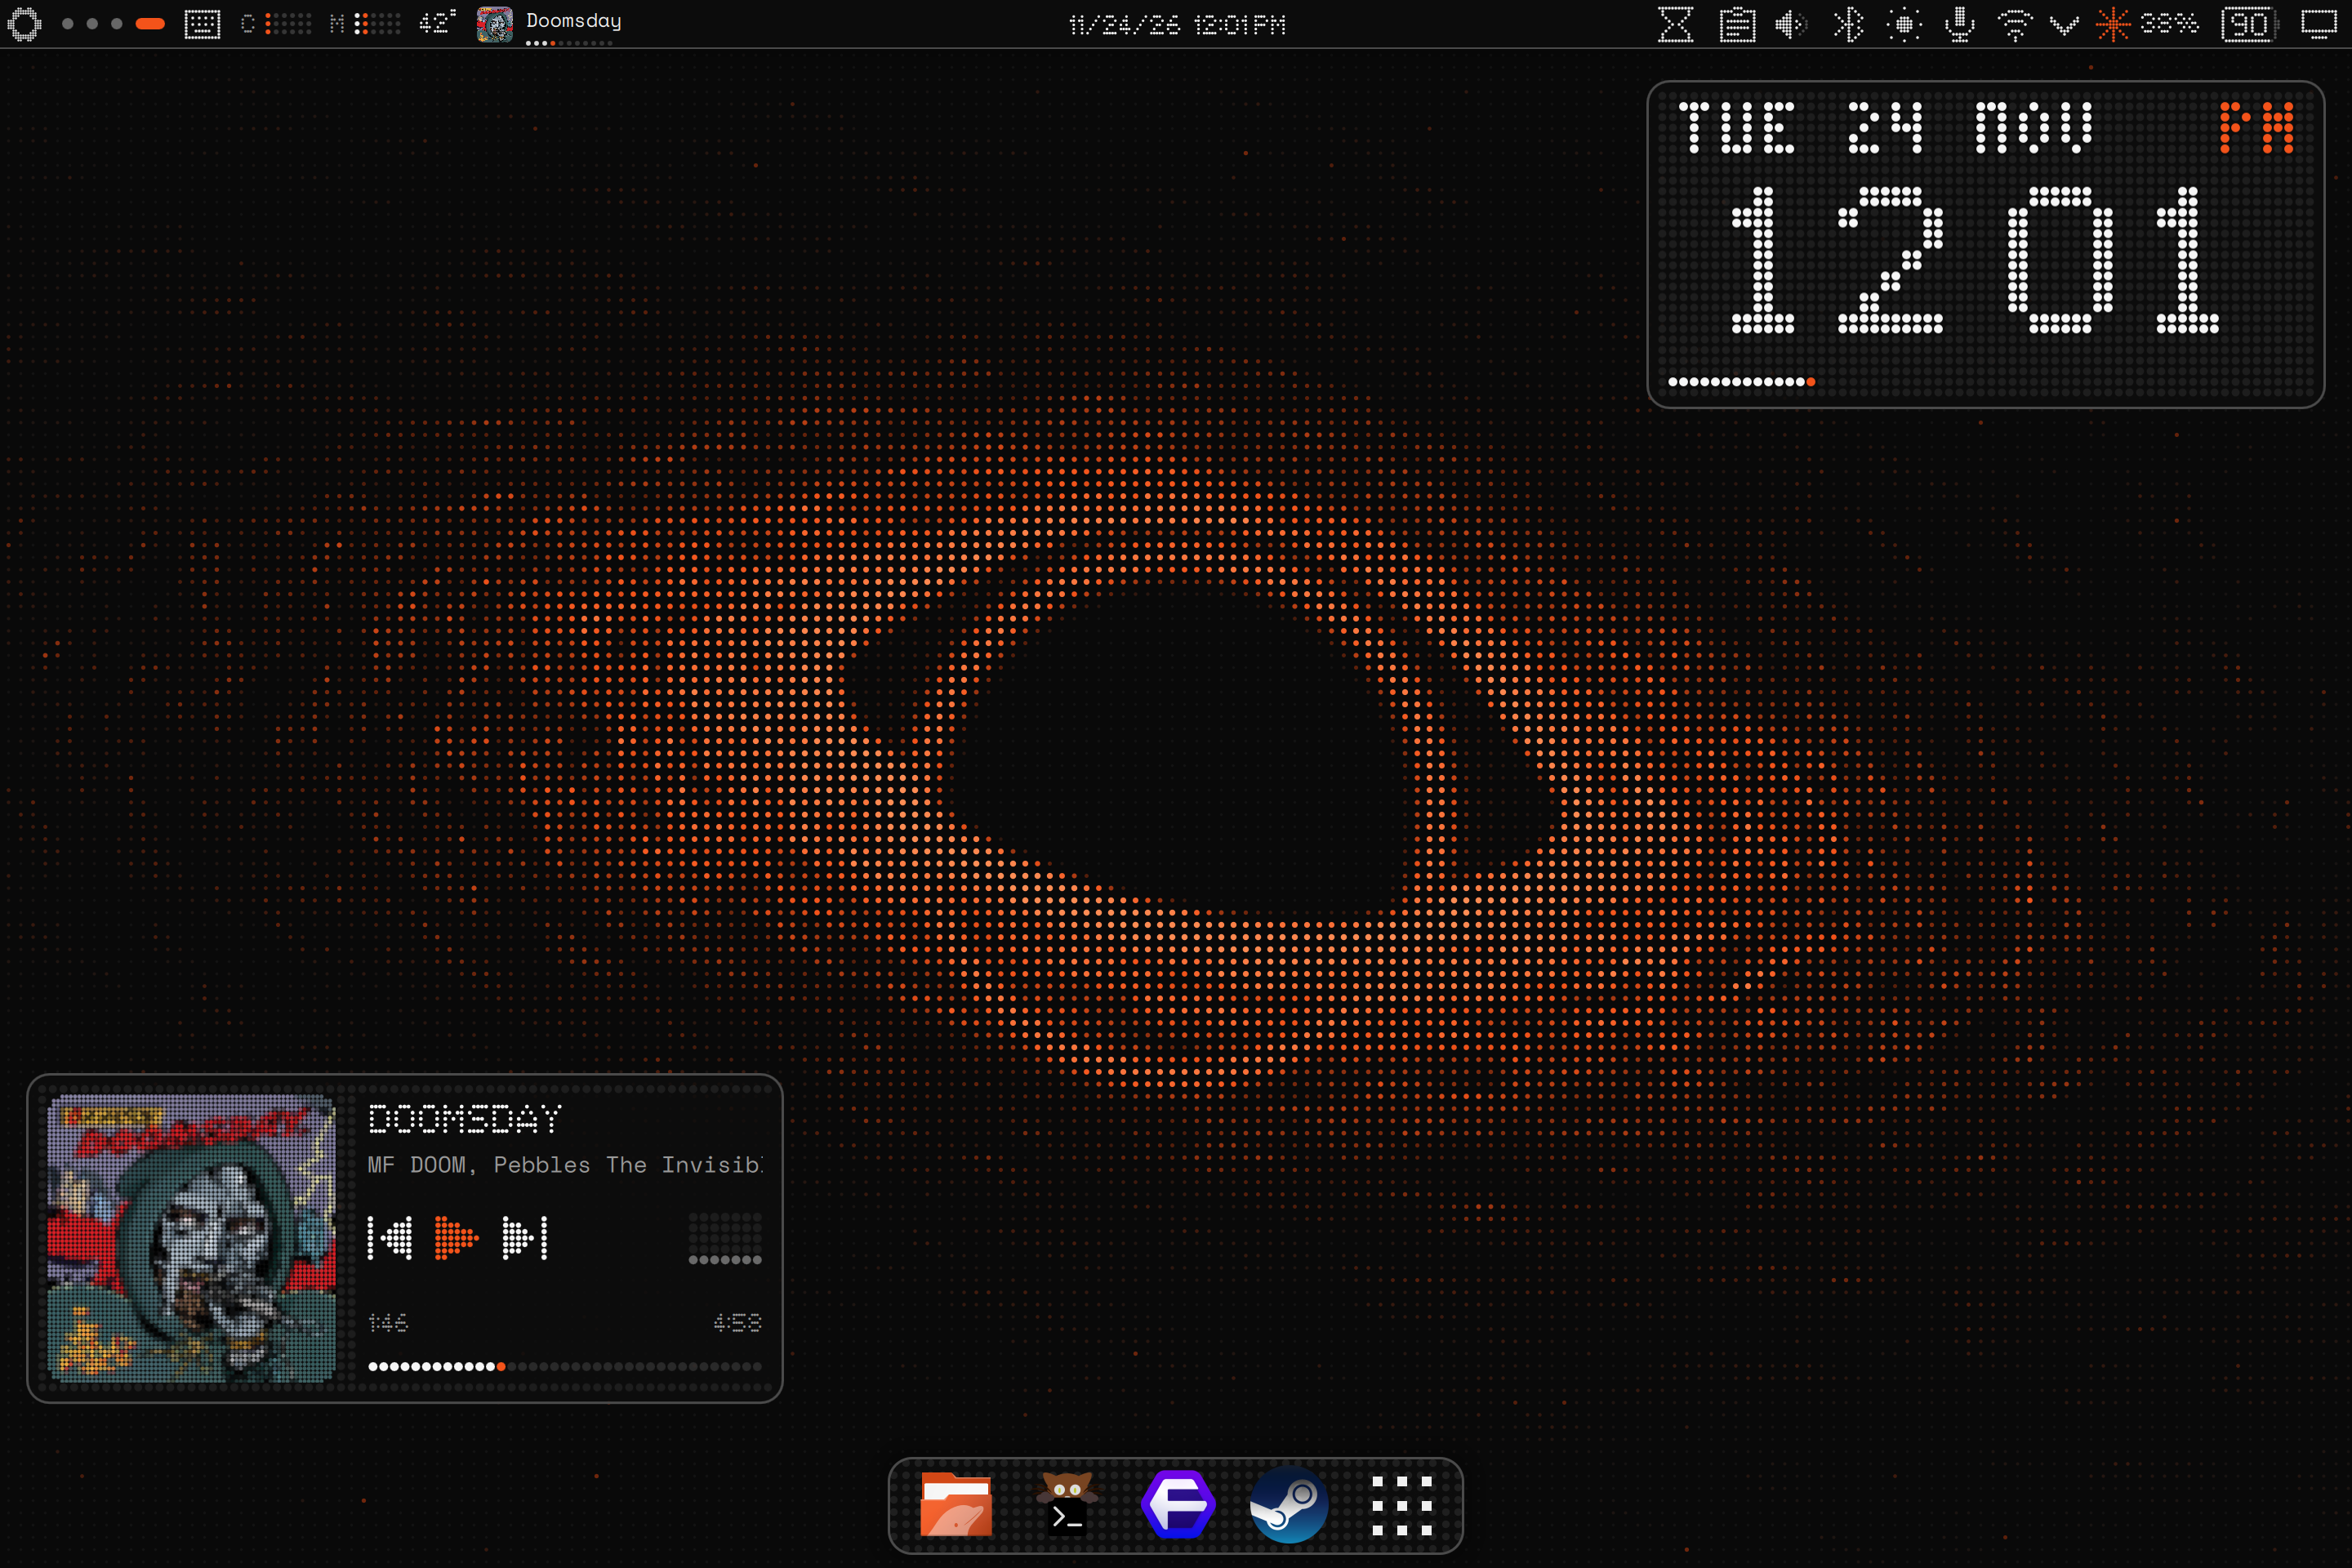 C
M
42°
Doomsday
11/24/26 12:01PM
38%
90
TUE 24 NOV PM
12 01
DOOMSDAY
DOOMSDAY
MF DOOM, Pebbles The Invisib
1:46
4:58
>_